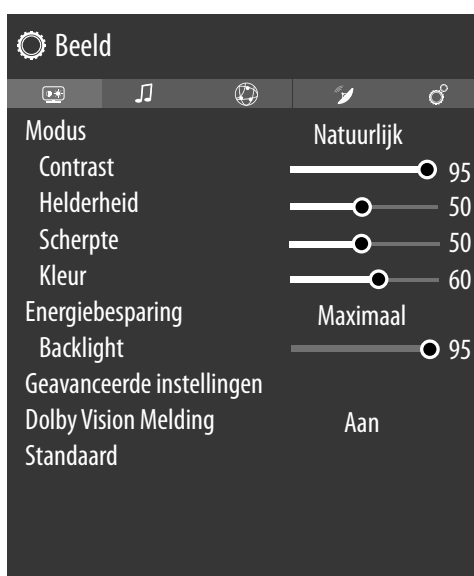 Beeld
Modus Natuurlijk
Contrast 95
Helderheid 50
Scherpte 50
Kleur 60
Energiebesparing Maximaal
Backlight 95
Geavanceerde instellingen
Dolby Vision Melding Aan
Standaard